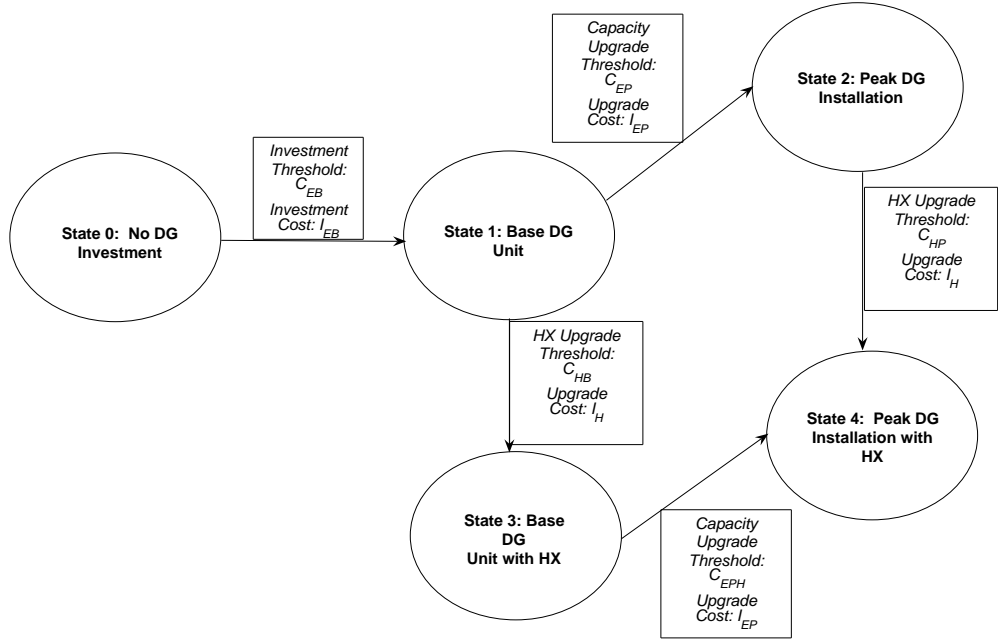 Capacity
Upgrade
Threshold:
C_EP
Upgrade
Cost: I_EP
State 2: Peak DG
Installation
Investment
Threshold:
C_EB
Investment
Cost: I_EB
State 0:  No DG
Investment
State 1: Base DG
Unit
HX Upgrade
Threshold:
C_HP
Upgrade
Cost: I_H
HX Upgrade
Threshold:
C_HB
Upgrade
Cost: I_H
State 4:  Peak DG
Installation with
HX
State 3: Base
DG
Unit with HX
Capacity
Upgrade
Threshold:
C_EPH
Upgrade
Cost: I_EP